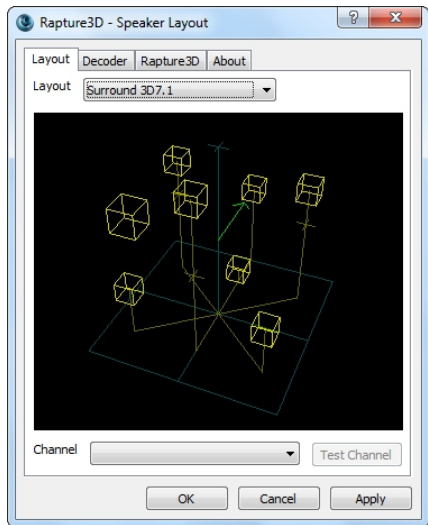 Rapture3D - Speaker Layout
Layout Decoder Rapture3D About
Layout Surround 3D7.1
Channel Test Channel
OK Cancel Apply